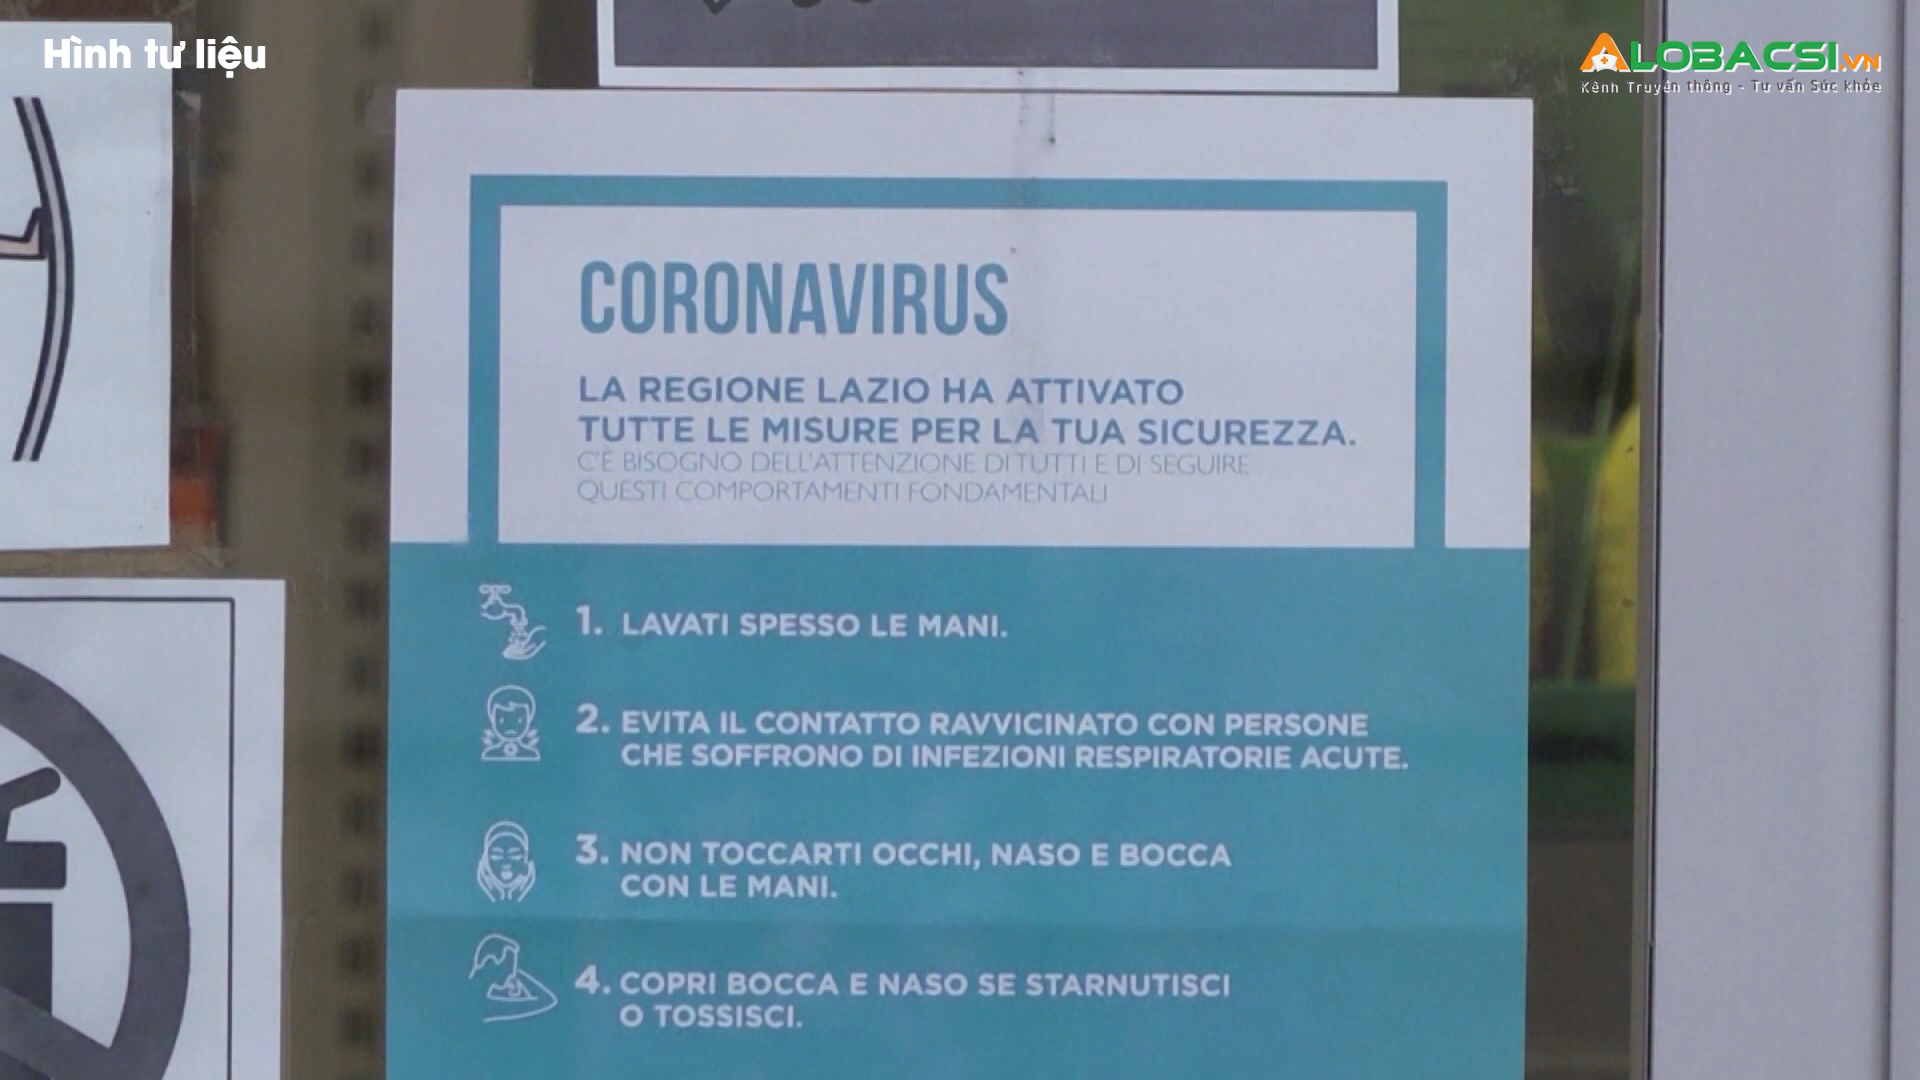 Hình tư liệu
ALOBACSI.VN
Kênh Truyền thông - Tư vấn Sức khỏe
CORONAVIRUS
LA REGIONE LAZIO HA ATTIVATO
TUTTE LE MISURE PER LA TUA SICUREZZA.
C'È BISOGNO DELL'ATTENZIONE DI TUTTI E DI SEGUIRE
QUESTI COMPORTAMENTI FONDAMENTALI
1. LAVATI SPESSO LE MANI.
2. EVITA IL CONTATTO RAVVICINATO CON PERSONE
CHE SOFFRONO DI INFEZIONI RESPIRATORIE ACUTE.
3. NON TOCCARTI OCCHI, NASO E BOCCA
CON LE MANI.
4. COPRI BOCCA E NASO SE STARNUTISCI
O TOSSISCI.